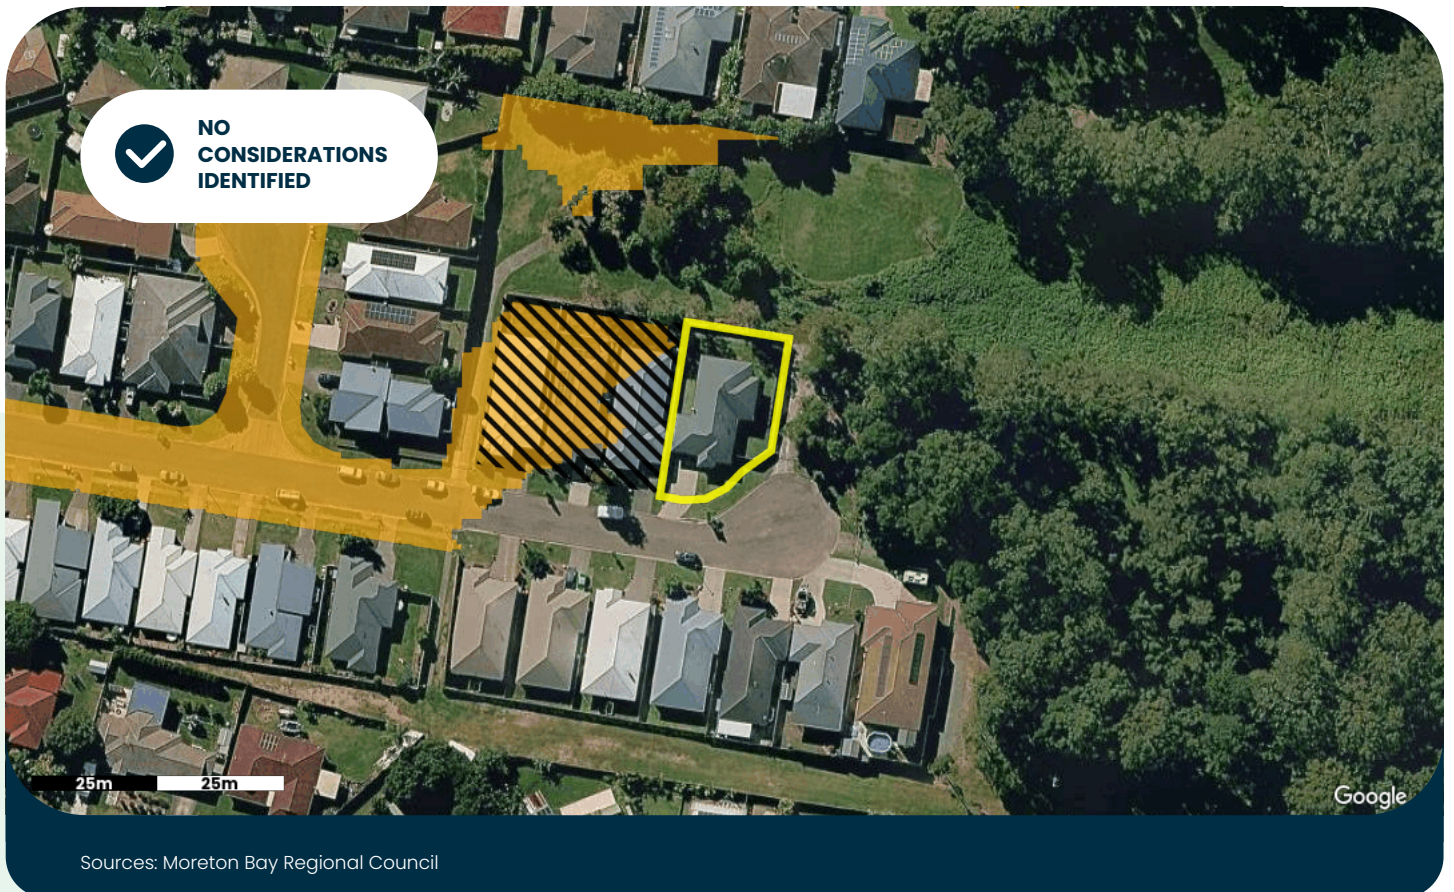 NO
CONSIDERATIONS
IDENTIFIED
25m 25m
Google
Sources: Moreton Bay Regional Council